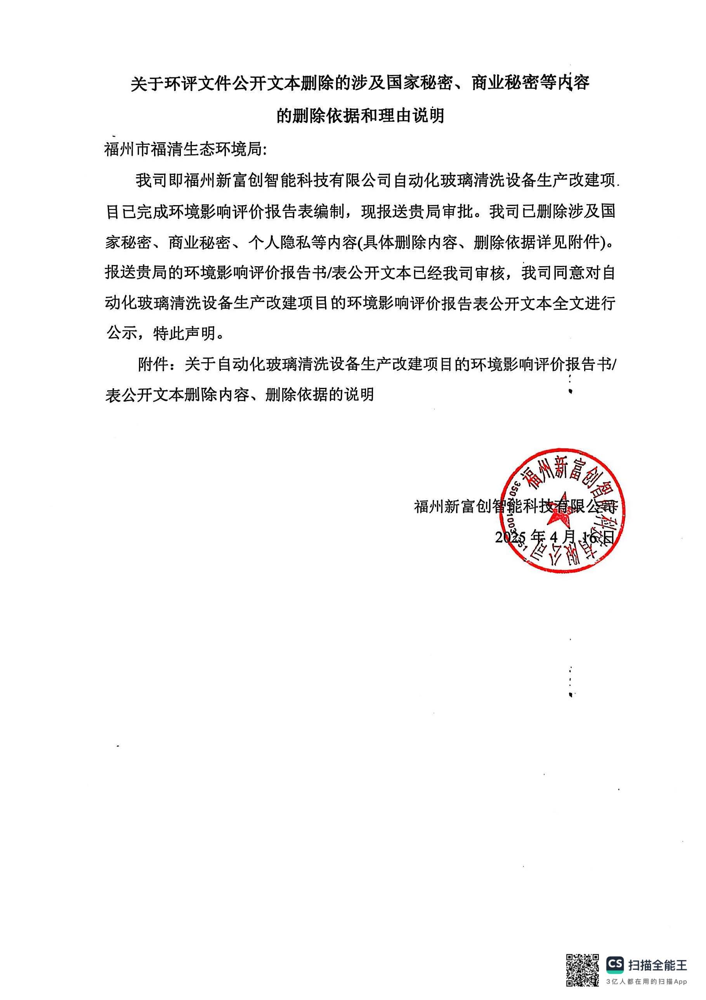 关于环评文件公开文本删除的涉及国家秘密、商业秘密等内容
的删除依据和理由说明
福州市福清生态环境局:
我司即福州新富创智能科技有限公司自动化玻璃清洗设备生产改建项
目已完成环境影响评价报告表编制，现报送贵局审批。我司已删除涉及国
家秘密、商业秘密、个人隐私等内容(具体删除内容、删除依据详见附件)。
报送贵局的环境影响评价报告书/表公开文本已经我司审核，我司同意对自
动化玻璃清洗设备生产改建项目的环境影响评价报告表公开文本全文进行
公示，特此声明。
附件：关于自动化玻璃清洗设备生产改建项目的环境影响评价报告书/
表公开文本删除内容、删除依据的说明
福州新富创智能科技有限公司
福州新富创智能科技有限公司
2025 年 4 月 16 日
CS 扫描全能王
3亿人都在用的扫描App